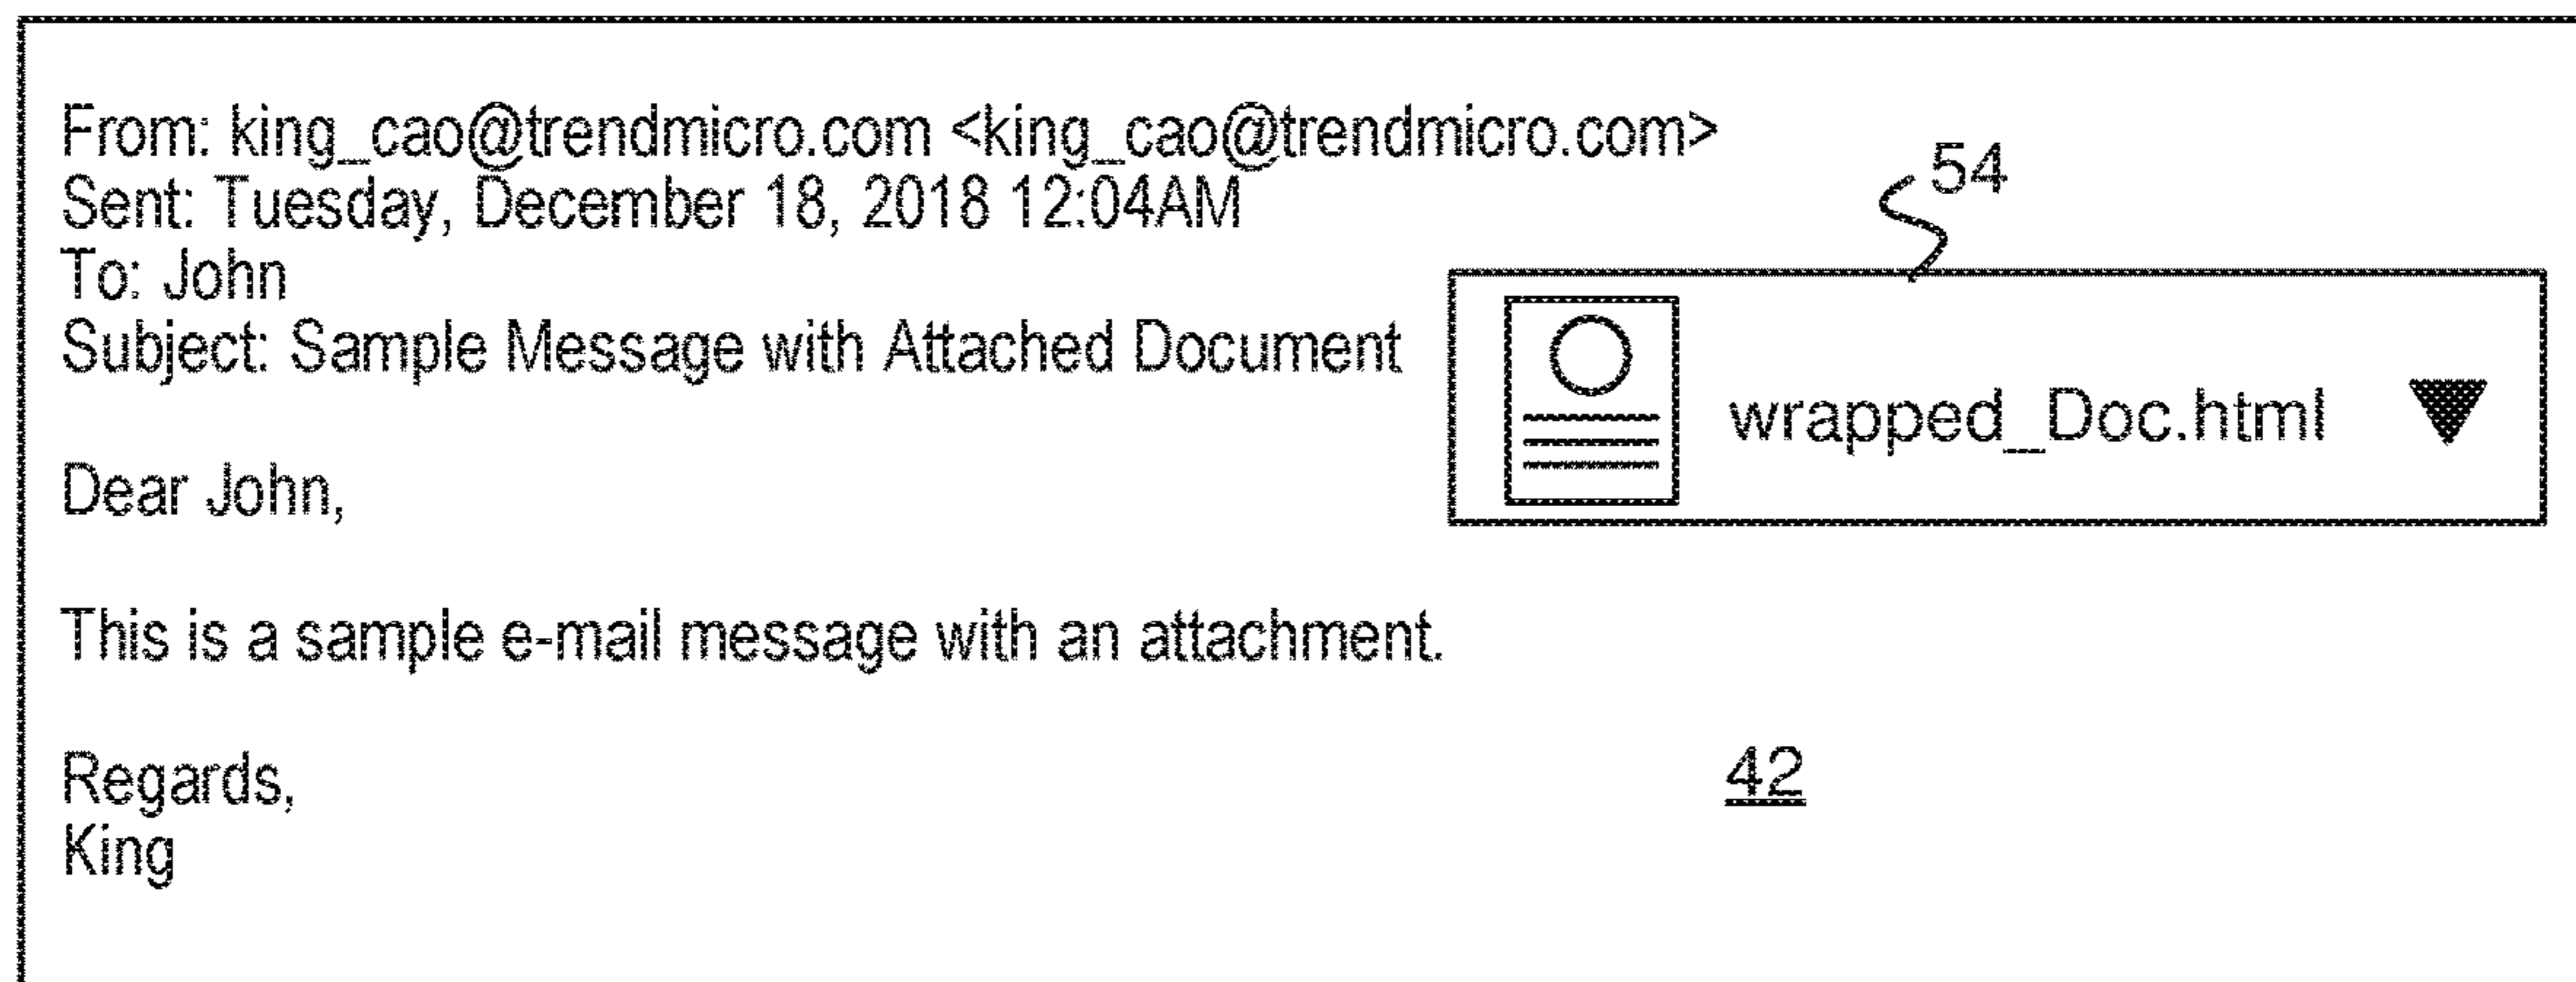 From: king_cao@trendmicro.com <king_cao@trendmicro.com>
54
Sent: Tuesday, December 18, 2018 12:04AM
To: John
Subject: Sample Message with Attached Document
wrapped_Doc.html
Dear John,
This is a sample e-mail message with an attachment.
Regards,
42
King